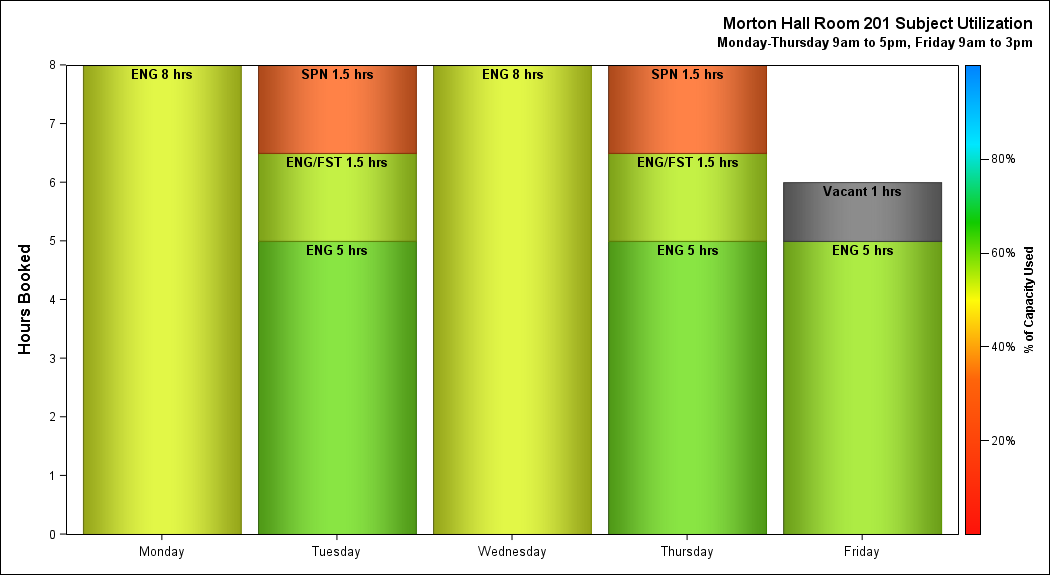 Morton Hall Room 201 Subject Utilization
Monday-Thursday 9am to 5pm, Friday 9am to 3pm
Hours Booked
8
7
6
5
4
3
2
1
0
ENG 8 hrs
SPN 1.5 hrs
ENG/FST 1.5 hrs
ENG 5 hrs
ENG 8 hrs
SPN 1.5 hrs
ENG/FST 1.5 hrs
ENG 5 hrs
Vacant 1 hrs
ENG 5 hrs
Monday
Tuesday
Wednesday
Thursday
Friday
80%
60%
40%
20%
% of Capacity Used